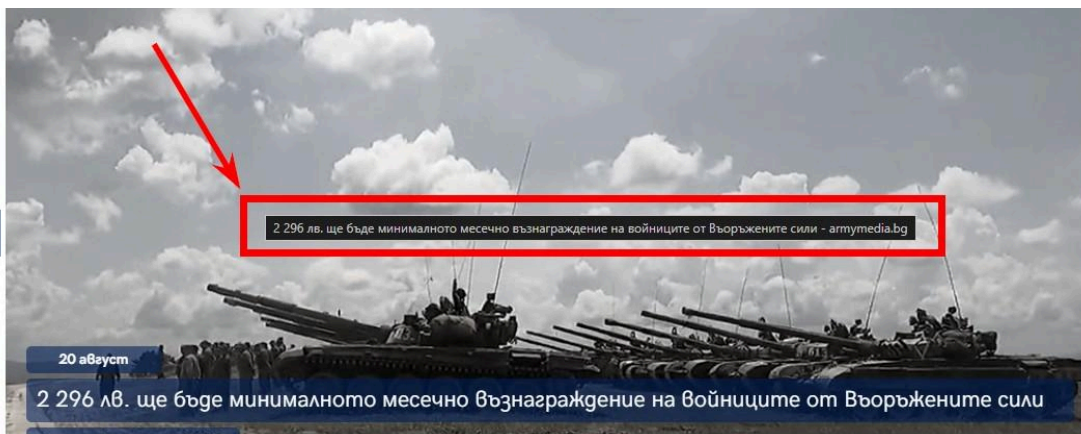 2 296 лв. ще бъде минималното месечно възнаграждение на войниците от Въоръжените сили - armymedia.bg
20 август
2 296 лв. ще бъде минималното месечно възнаграждение на войниците от Въоръжените сили